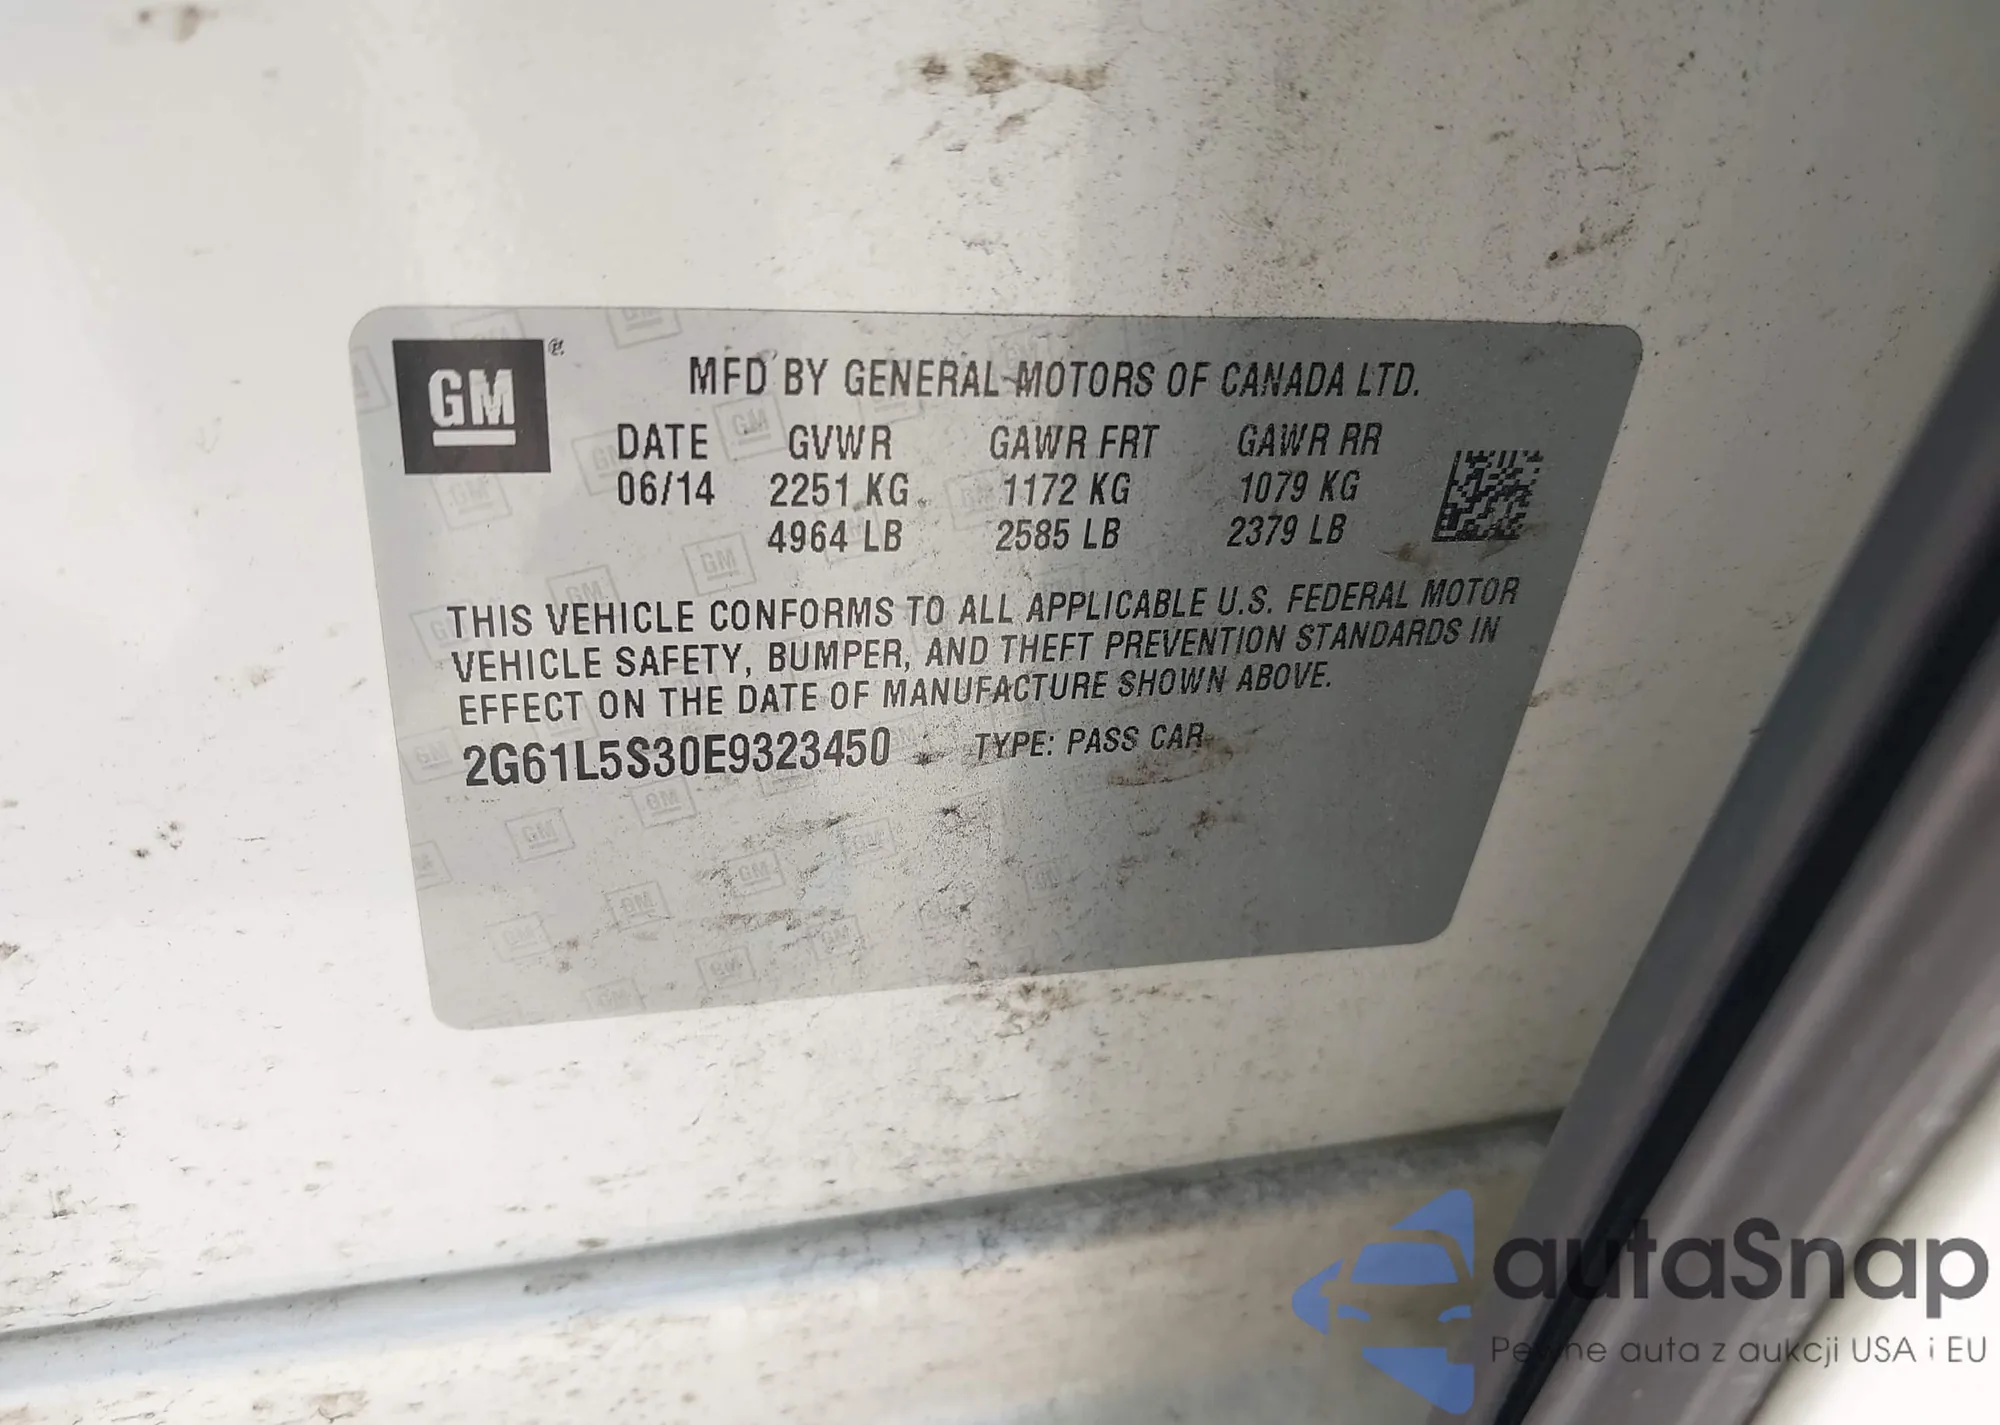 GM
MFD BY GENERAL MOTORS OF CANADA LTD.
DATE GVWR GAWR FRT GAWR RR
06/14 2251 KG 1172 KG 1079 KG
4964 LB 2585 LB 2379 LB
THIS VEHICLE CONFORMS TO ALL APPLICABLE U.S. FEDERAL MOTOR
VEHICLE SAFETY, BUMPER, AND THEFT PREVENTION STANDARDS IN
EFFECT ON THE DATE OF MANUFACTURE SHOWN ABOVE.
2G61L5S30E9323450 TYPE: PASS CAR
autaSnap
Pewne auta z aukcji USA i EU